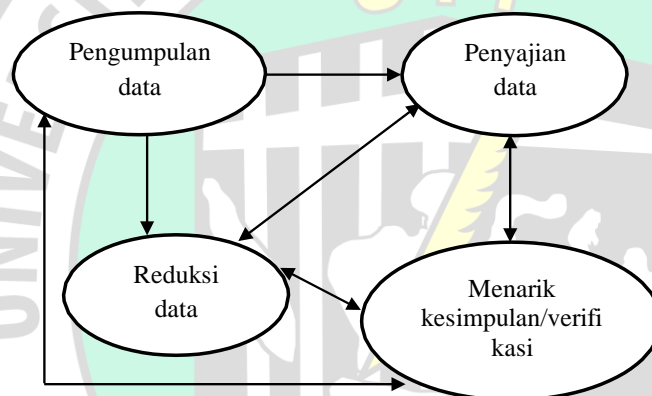 Pengumpulan
data
Penyajian
data
Reduksi
data
Menarik
kesimpulan/verifi
kasi